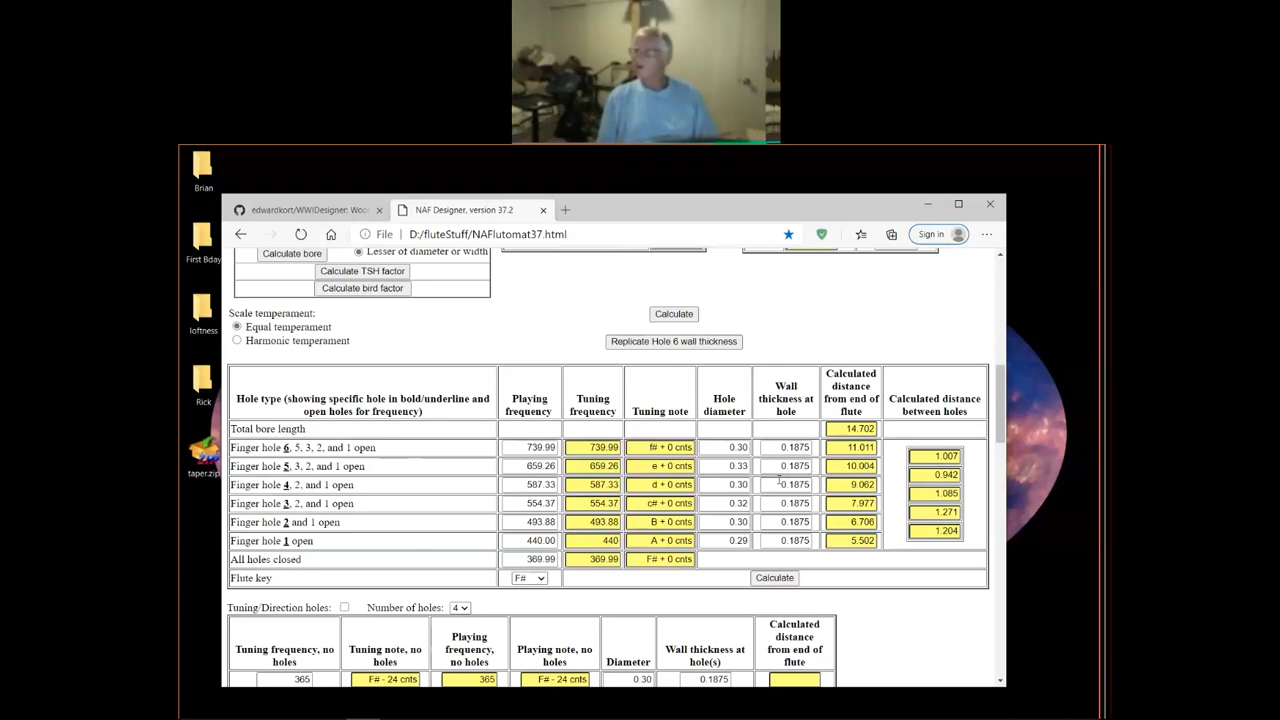 Brian
First Bday
loftness
Rick
taper.zip
edwardkort/WWIDesigner: Woo
NAF Designer, version 37.2
File D:/fluteStuff/NAFlutomat37.html
Sign in
Calculate bore
Lesser of diameter or width
Calculate TSH factor
Calculate bird factor
Scale temperament:
Equal temperament
Harmonic temperament
Calculate
Replicate Hole 6 wall thickness
Hole type (showing specific hole in bold/underline and open holes for frequency) Playing frequency Tuning frequency Tuning note Hole diameter Wall thickness at hole Calculated distance from end of flute Calculated distance between holes
Total bore length 14.702
Finger hole 6, 5, 3, 2, and 1 open 739.99 739.99 f# + 0 cnts 0.30 0.1875 11.011
1.007
Finger hole 5, 3, 2, and 1 open 659.26 659.26 e + 0 cnts 0.33 0.1875 10.004
0.942
Finger hole 4, 2, and 1 open 587.33 587.33 d + 0 cnts 0.30 0.1875 9.062
1.085
Finger hole 3, 2, and 1 open 554.37 554.37 c# + 0 cnts 0.32 0.1875 7.977
1.271
Finger hole 2 and 1 open 493.88 493.88 B + 0 cnts 0.30 0.1875 6.706
1.204
Finger hole 1 open 440.00 440 A + 0 cnts 0.29 0.1875 5.502
All holes closed 369.99 369.99 F# + 0 cnts
Flute key F# Calculate
Tuning/Direction holes: Number of holes: 4
Tuning frequency, no holes Tuning note, no holes Playing frequency, no holes Playing note, no holes Diameter Wall thickness at hole(s) Calculated distance from end of flute
365 F# - 24 cnts 365 F# - 24 cnts 0.30 0.1875